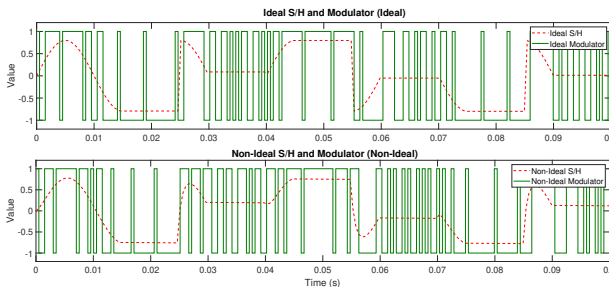 Ideal S/H and Modulator (Ideal)
Value
1
0.5
0
-0.5
-1
Ideal S/H
Ideal Modulator
0 0.01 0.02 0.03 0.04 0.05 0.06 0.07 0.08 0.09 0.
Non-Ideal S/H and Modulator (Non-Ideal)
Value
1
0.5
0
-0.5
-1
Non-Ideal S/H
Non-Ideal Modulator
0 0.01 0.02 0.03 0.04 0.05 0.06 0.07 0.08 0.09 0.
Time (s)